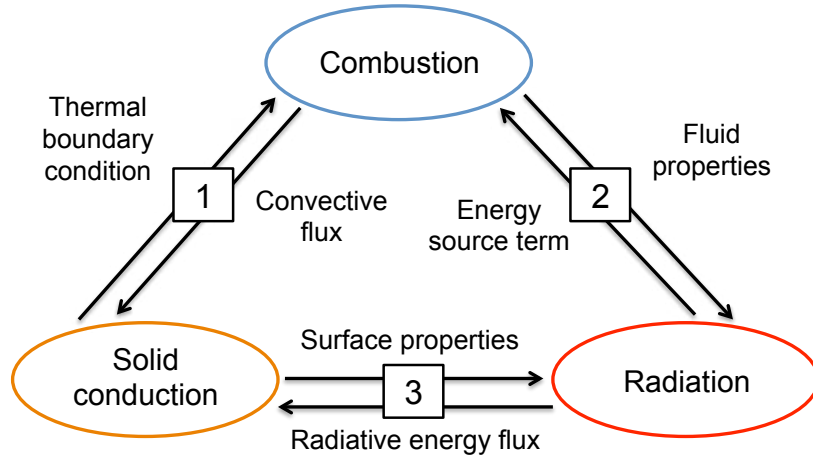 Combustion
Thermal
boundary
condition
1
Convective
flux
Fluid
properties
2
Energy
source term
Solid
conduction
Surface properties
3
Radiative energy flux
Radiation